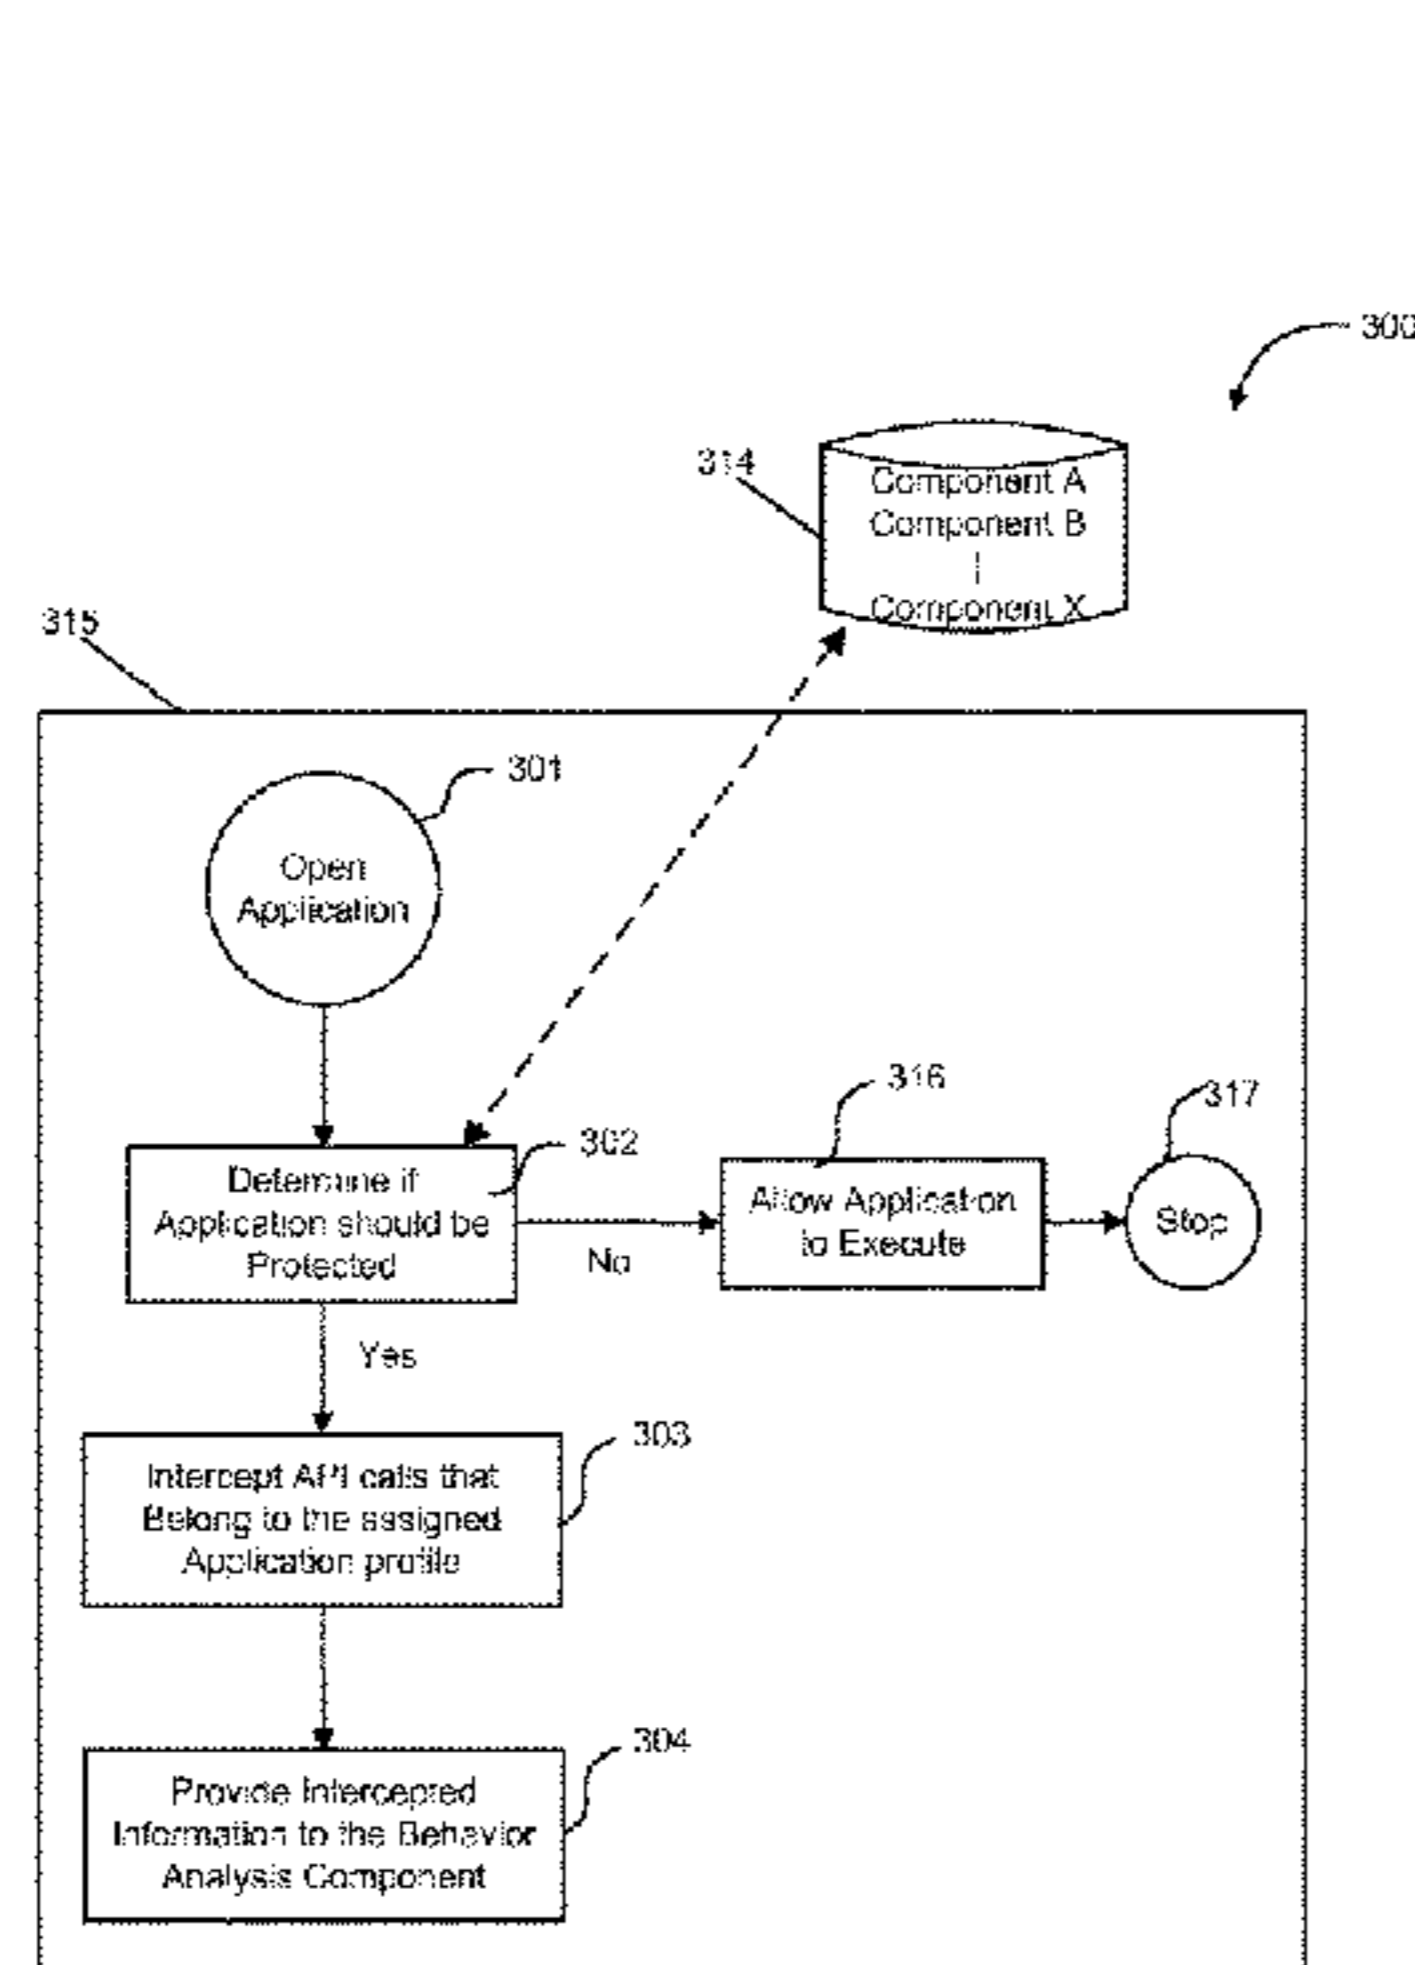 300
314
Component A
Component B
Component X
315
301
Open
Application
316
317
302
Determine if
Application should be
Protected
Allow Application
to Execute
Stop
No
Yes
303
Intercept API calls that
Belong to the assigned
Application profile
304
Provide Intercepted
Information to the Behavior
Analysis Component